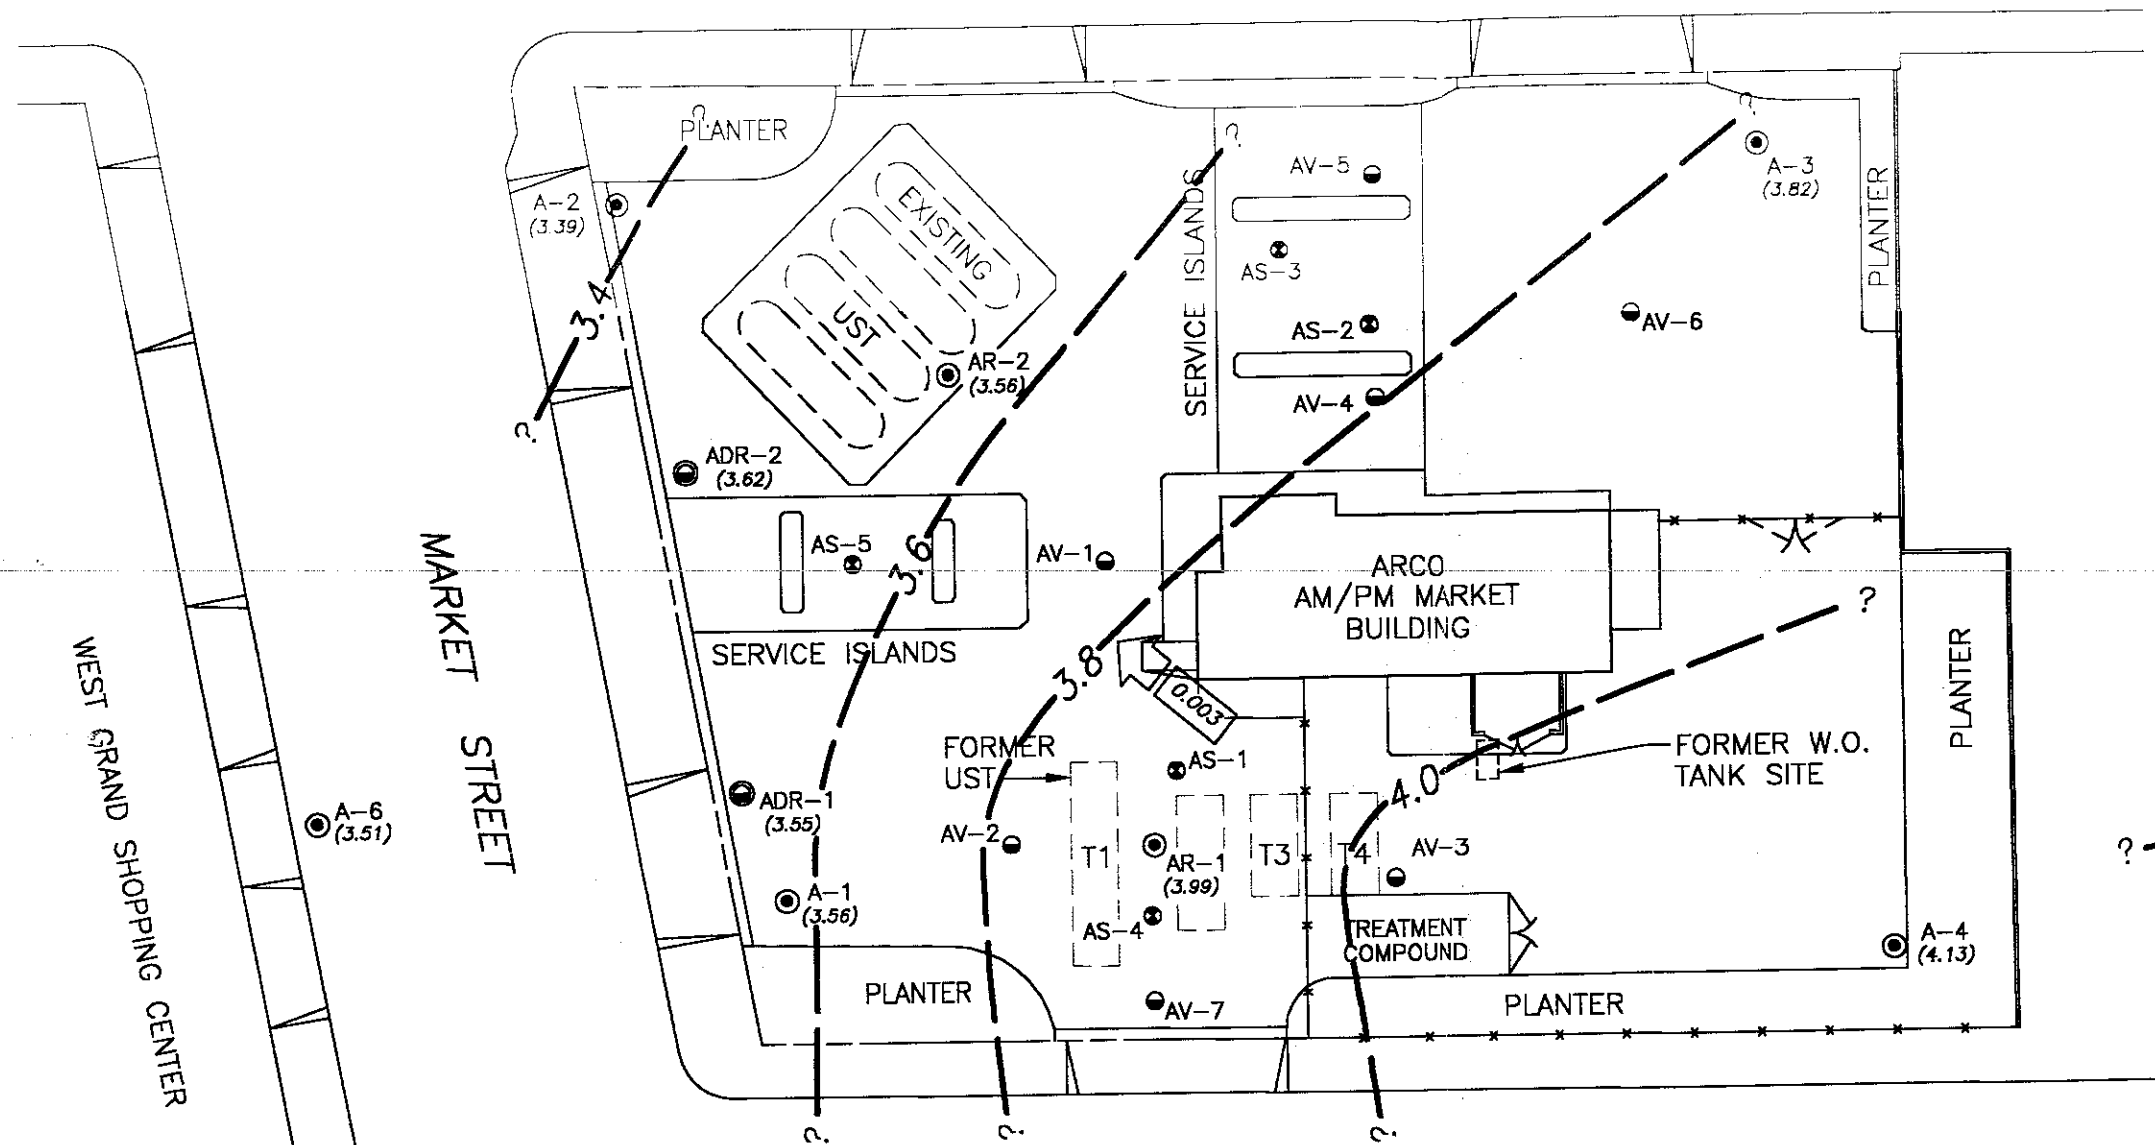 ?
PLANTER
?
?
A-2
(3.39)
EXISTING
UST
AV-5
A-3
(3.82)
PLANTER
SERVICE ISLANDS
AS-3
3.4
AS-2
AV-6
AR-2
(3.56)
AV-4
?
ADR-2
(3.62)
MARKET STREET
AS-5
3.6
AV-1
ARCO
AM/PM MARKET
BUILDING
?
SERVICE ISLANDS
3.8
0.003
PLANTER
WEST GRAND SHOPPING CENTER
FORMER
UST
AS-1
FORMER W.O.
TANK SITE
4.0
A-6
(3.51)
ADR-1
(3.55)
AV-2
T1
AR-1
(3.99)
T3
T4
AV-3
?
A-1
(3.56)
AS-4
TREATMENT
COMPOUND
A-4
(4.13)
PLANTER
AV-7
PLANTER
?
?
?